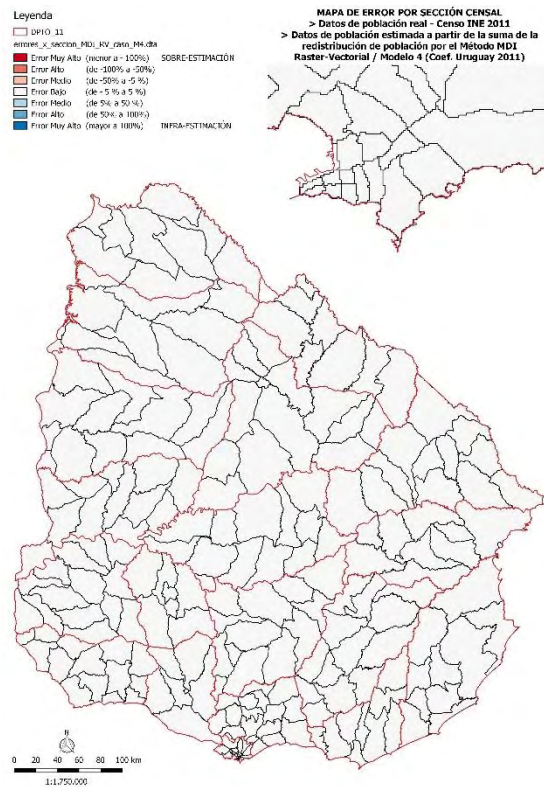 Leyenda
DPTO_11
errores_x_seccion_MDI_RV_caso_M4.dta
Error Muy Alto (menor a - 100%) SOBRE-ESTIMACIÓN
Error Alto (de -100% a -50%)
Error Medio (de -50% a -5 %)
Error Bajo (de - 5 % a 5 %)
Error Medio (de 5% a 50 %)
Error Alto (de 50% a 100%)
Error Muy Alto (mayor a 100%) INFRA-ESTIMACIÓN
MAPA DE ERROR POR SECCIÓN CENSAL
> Datos de población real - Censo INE 2011
> Datos de población estimada a partir de la suma de la
redistribución de población por el Método MDI
Raster-Vectorial / Modelo 4 (Coef. Uruguay 2011)
N
0 20 40 60 80 100 km
1:1.750.000